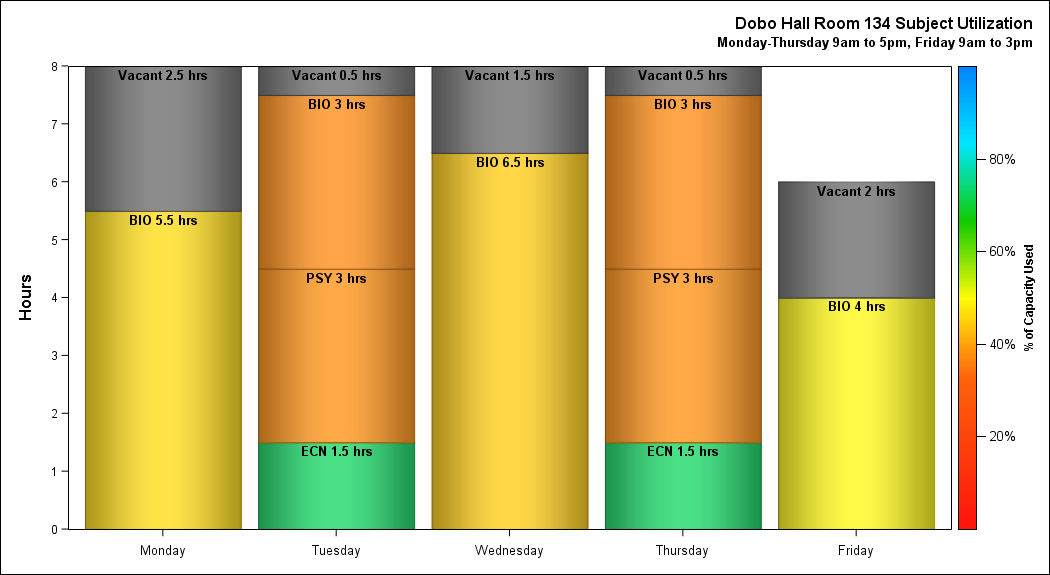 Dobo Hall Room 134 Subject Utilization
Monday-Thursday 9am to 5pm, Friday 9am to 3pm
Hours
8
7
6
5
4
3
2
1
0
Vacant 2.5 hrs
BIO 5.5 hrs
Vacant 0.5 hrs
BIO 3 hrs
PSY 3 hrs
ECN 1.5 hrs
Vacant 1.5 hrs
BIO 6.5 hrs
Vacant 0.5 hrs
BIO 3 hrs
PSY 3 hrs
ECN 1.5 hrs
Vacant 2 hrs
BIO 4 hrs
Monday
Tuesday
Wednesday
Thursday
Friday
80%
60%
40%
20%
% of Capacity Used